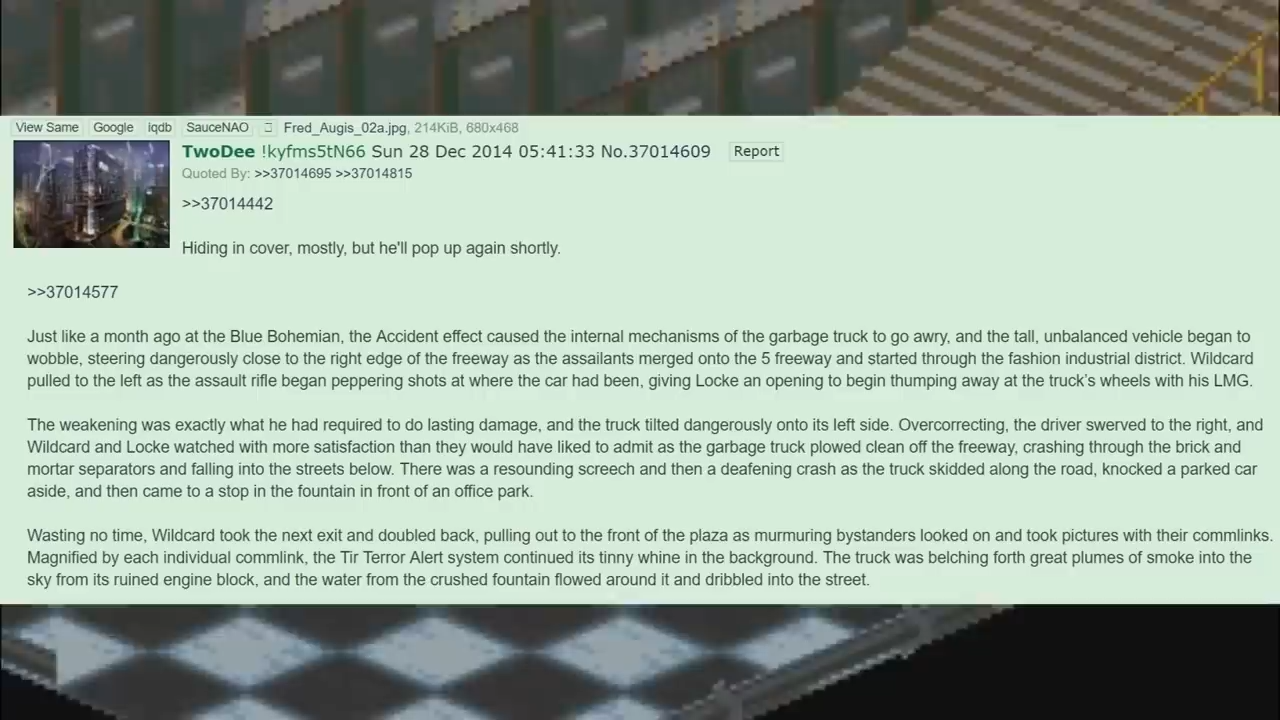 View Same Google iqdb SauceNAO Fred_Augis_02a.jpg, 214KiB, 680x468
TwoDee !kyfms5tN66 Sun 28 Dec 2014 05:41:33 No.37014609 Report
Quoted By: >>37014695 >>37014815
>>37014442
Hiding in cover, mostly, but he'll pop up again shortly.
>>37014577
Just like a month ago at the Blue Bohemian, the Accident effect caused the internal mechanisms of the garbage truck to go awry, and the tall, unbalanced vehicle began to
wobble, steering dangerously close to the right edge of the freeway as the assailants merged onto the 5 freeway and started through the fashion industrial district. Wildcard
pulled to the left as the assault rifle began peppering shots at where the car had been, giving Locke an opening to begin thumping away at the truck's wheels with his LMG.
The weakening was exactly what he had required to do lasting damage, and the truck tilted dangerously onto its left side. Overcorrecting, the driver swerved to the right, and
Wildcard and Locke watched with more satisfaction than they would have liked to admit as the garbage truck plowed clean off the freeway, crashing through the brick and
mortar separators and falling into the streets below. There was a resounding screech and then a deafening crash as the truck skidded along the road, knocked a parked car
aside, and then came to a stop in the fountain in front of an office park.
Wasting no time, Wildcard took the next exit and doubled back, pulling out to the front of the plaza as murmuring bystanders looked on and took pictures with their commlinks.
Magnified by each individual commlink, the Tir Terror Alert system continued its tinny whine in the background. The truck was belching forth great plumes of smoke into the
sky from its ruined engine block, and the water from the crushed fountain flowed around it and dribbled into the street.